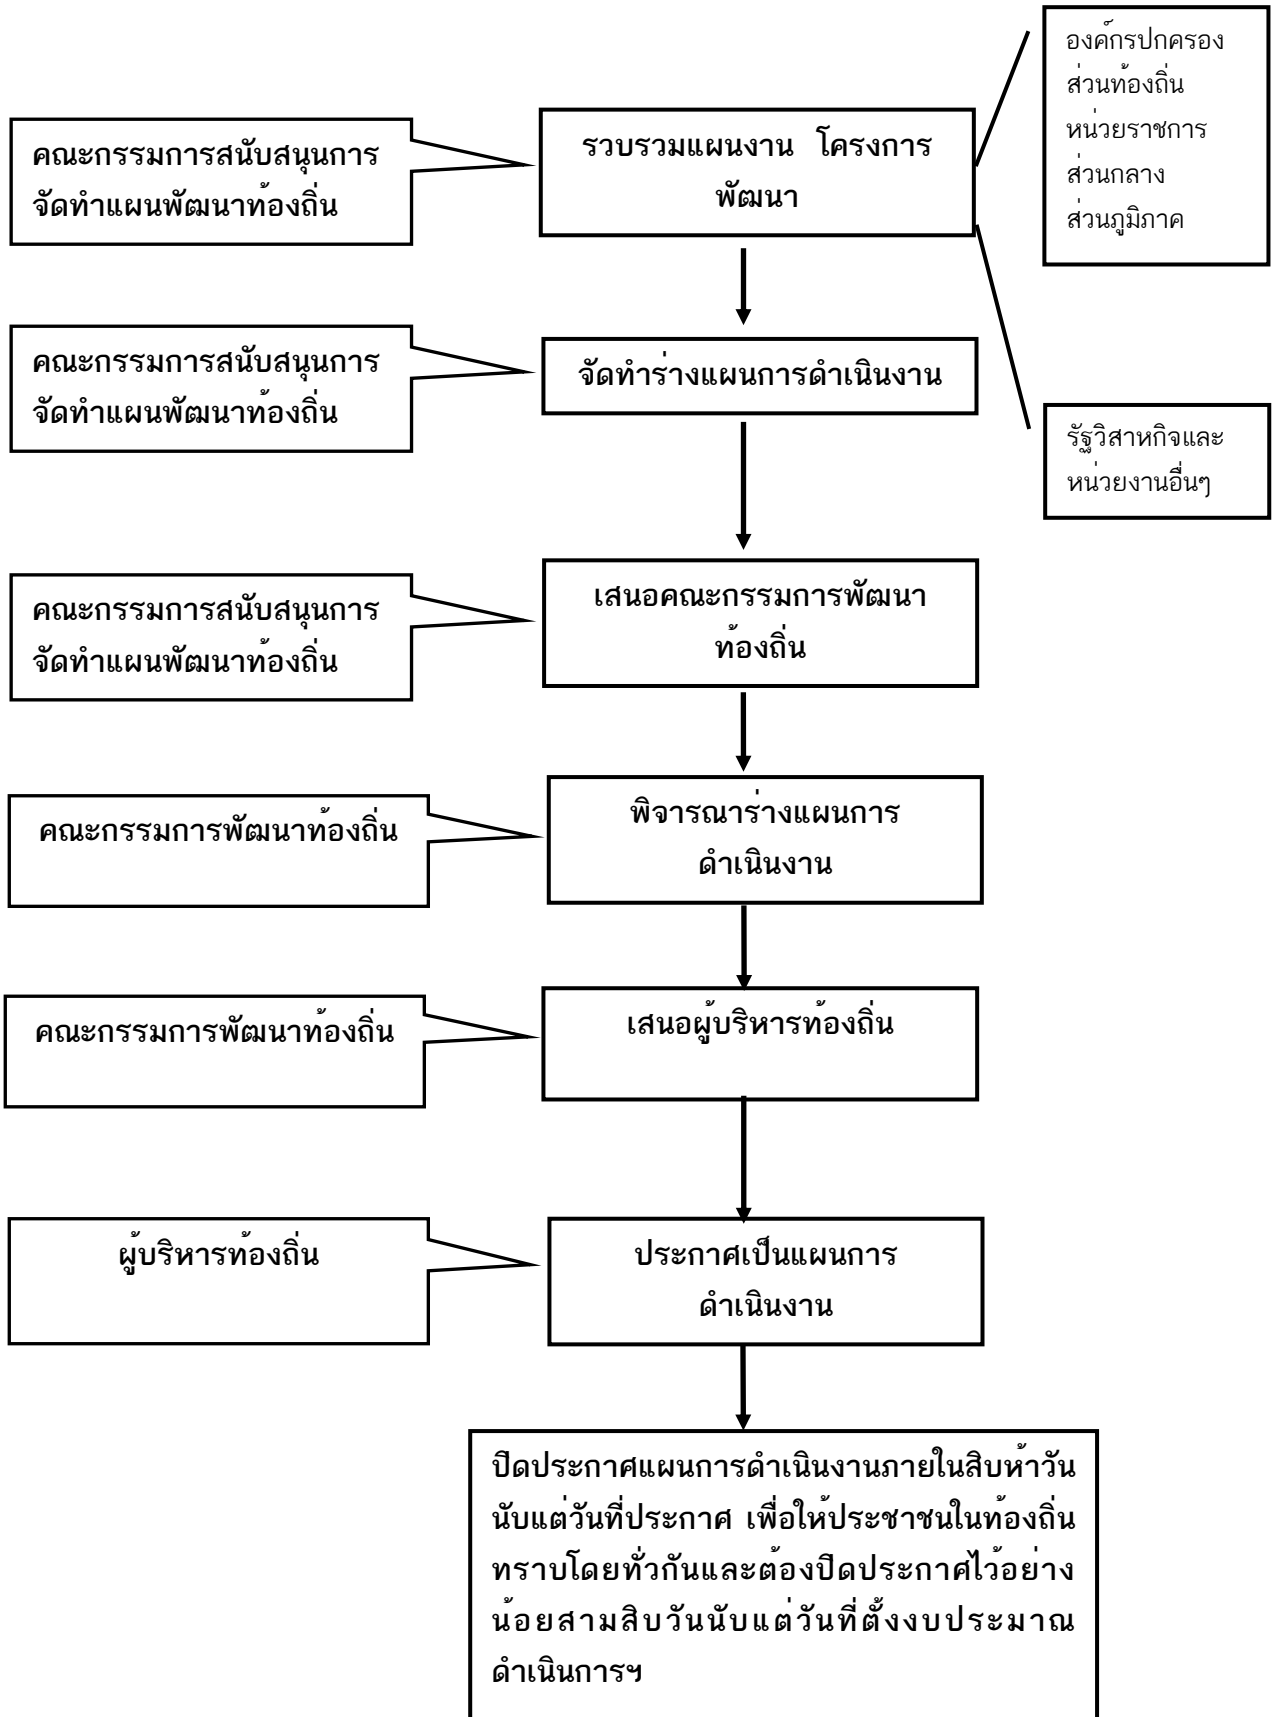 องค์กรปกครอง
ส่วนท้องถิ่น
หน่วยราชการ
ส่วนกลาง
ส่วนภูมิภาค
คณะกรรมการสนับสนุนการ
จัดทำแผนพัฒนาท้องถิ่น
รวบรวมแผนงาน โครงการ
พัฒนา
คณะกรรมการสนับสนุนการ
จัดทำแผนพัฒนาท้องถิ่น
จัดทำร่างแผนการดำเนินงาน
รัฐวิสาหกิจและ
หน่วยงานอื่นๆ
คณะกรรมการสนับสนุนการ
จัดทำแผนพัฒนาท้องถิ่น
เสนอคณะกรรมการพัฒนา
ท้องถิ่น
คณะกรรมการพัฒนาท้องถิ่น
พิจารณาร่างแผนการ
ดำเนินงาน
คณะกรรมการพัฒนาท้องถิ่น
เสนอผู้บริหารท้องถิ่น
ผู้บริหารท้องถิ่น
ประกาศเป็นแผนการ
ดำเนินงาน
ปิดประกาศแผนการดำเนินงานภายในสิบห้าวัน
นับแต่วันที่ประกาศ เพื่อให้ประชาชนในท้องถิ่น
ทราบโดยทั่วกันและต้องปิดประกาศไว้อย่าง
น้อยสามสิบวันนับแต่วันที่ตั้งงบประมาณ
ดำเนินการฯ